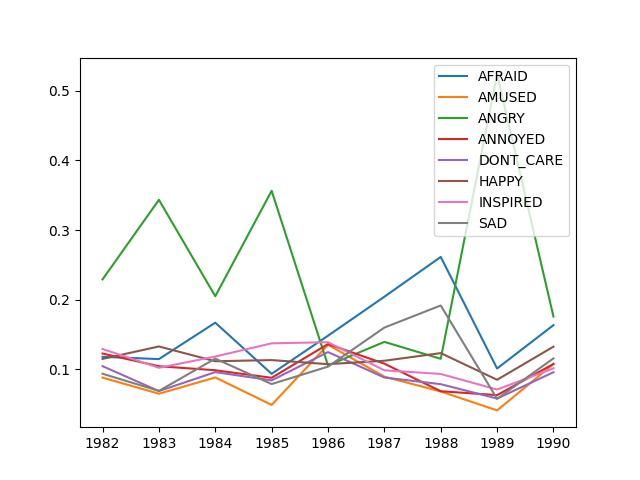 0.5
0.4
0.3
0.2
0.1
1982 1983 1984 1985 1986 1987 1988 1989 1990
AFRAID
AMUSED
ANGRY
ANNOYED
DONT_CARE
HAPPY
INSPIRED
SAD